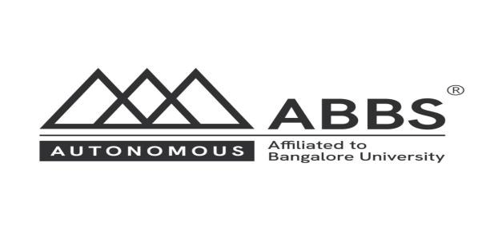 ABBS®
AUTONOMOUS
Affiliated to
Bangalore University